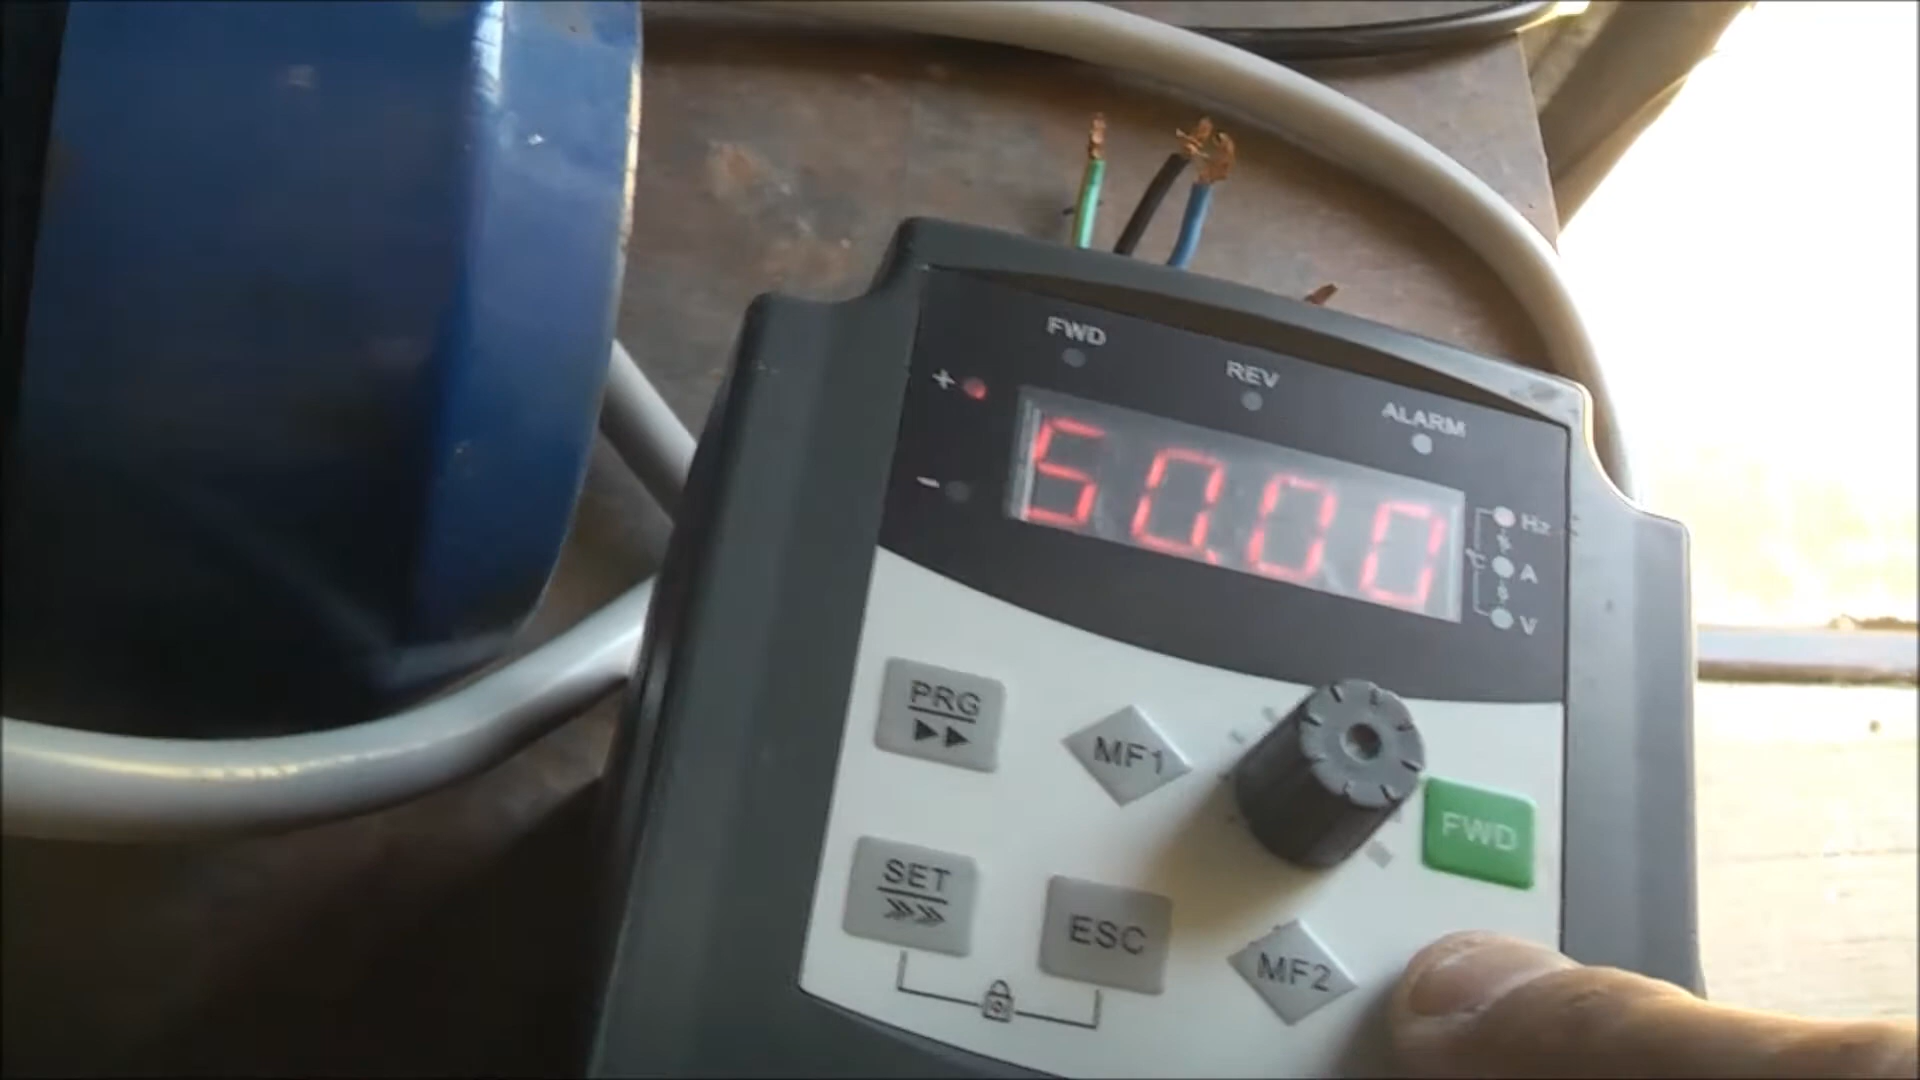 FWD
REV
ALARM
+
-
50.00
Hz
A
V
PRG
MF1
FWD
SET
ESC
MF2